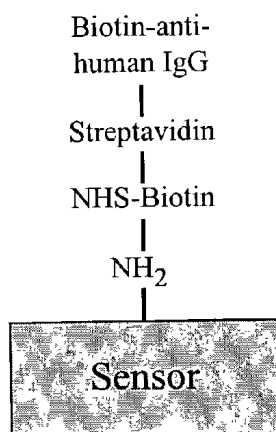 Biotin-anti-
human IgG
Streptavidin
NHS-Biotin
NH2
Sensor